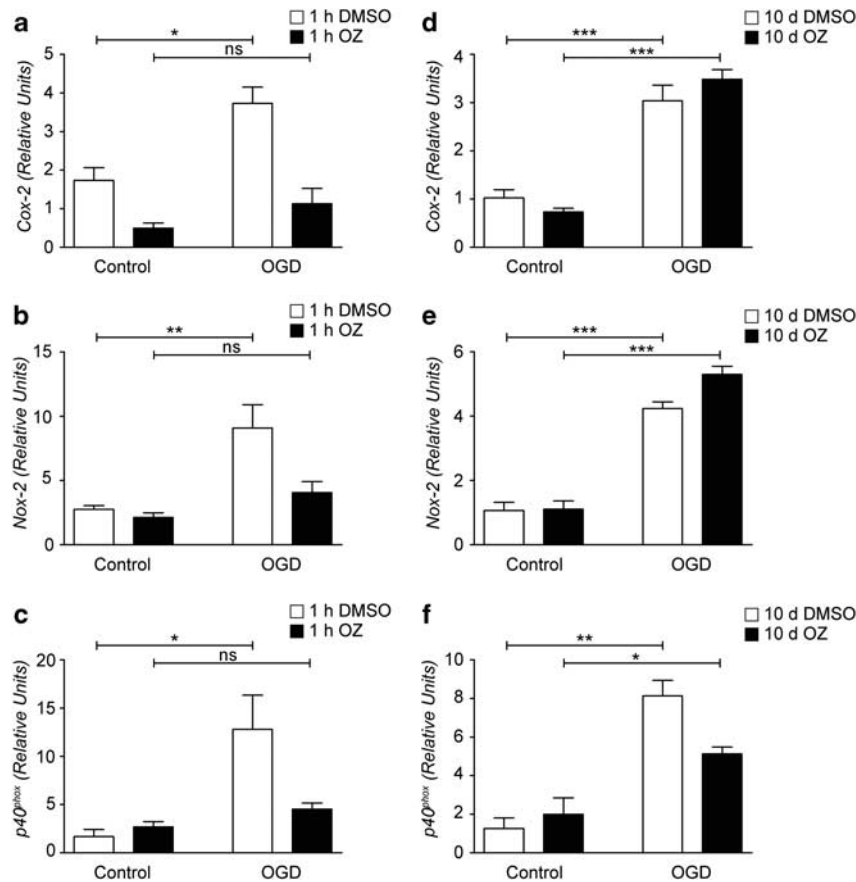 a
1 h DMSO
1 h OZ
*
ns
5
4
3
2
1
0
Cox-2 (Relative Units)
Control OGD
d
10 d DMSO
10 d OZ
***
***
4
3
2
1
0
Cox-2 (Relative Units)
Control OGD
b
1 h DMSO
1 h OZ
**
ns
15
10
5
0
Nox-2 (Relative Units)
Control OGD
e
10 d DMSO
10 d OZ
***
***
6
4
2
0
Nox-2 (Relative Units)
Control OGD
c
1 h DMSO
1 h OZ
*
ns
20
15
10
5
0
p40phox (Relative Units)
Control OGD
f
10 d DMSO
10 d OZ
**
*
10
8
6
4
2
0
p40phox (Relative Units)
Control OGD